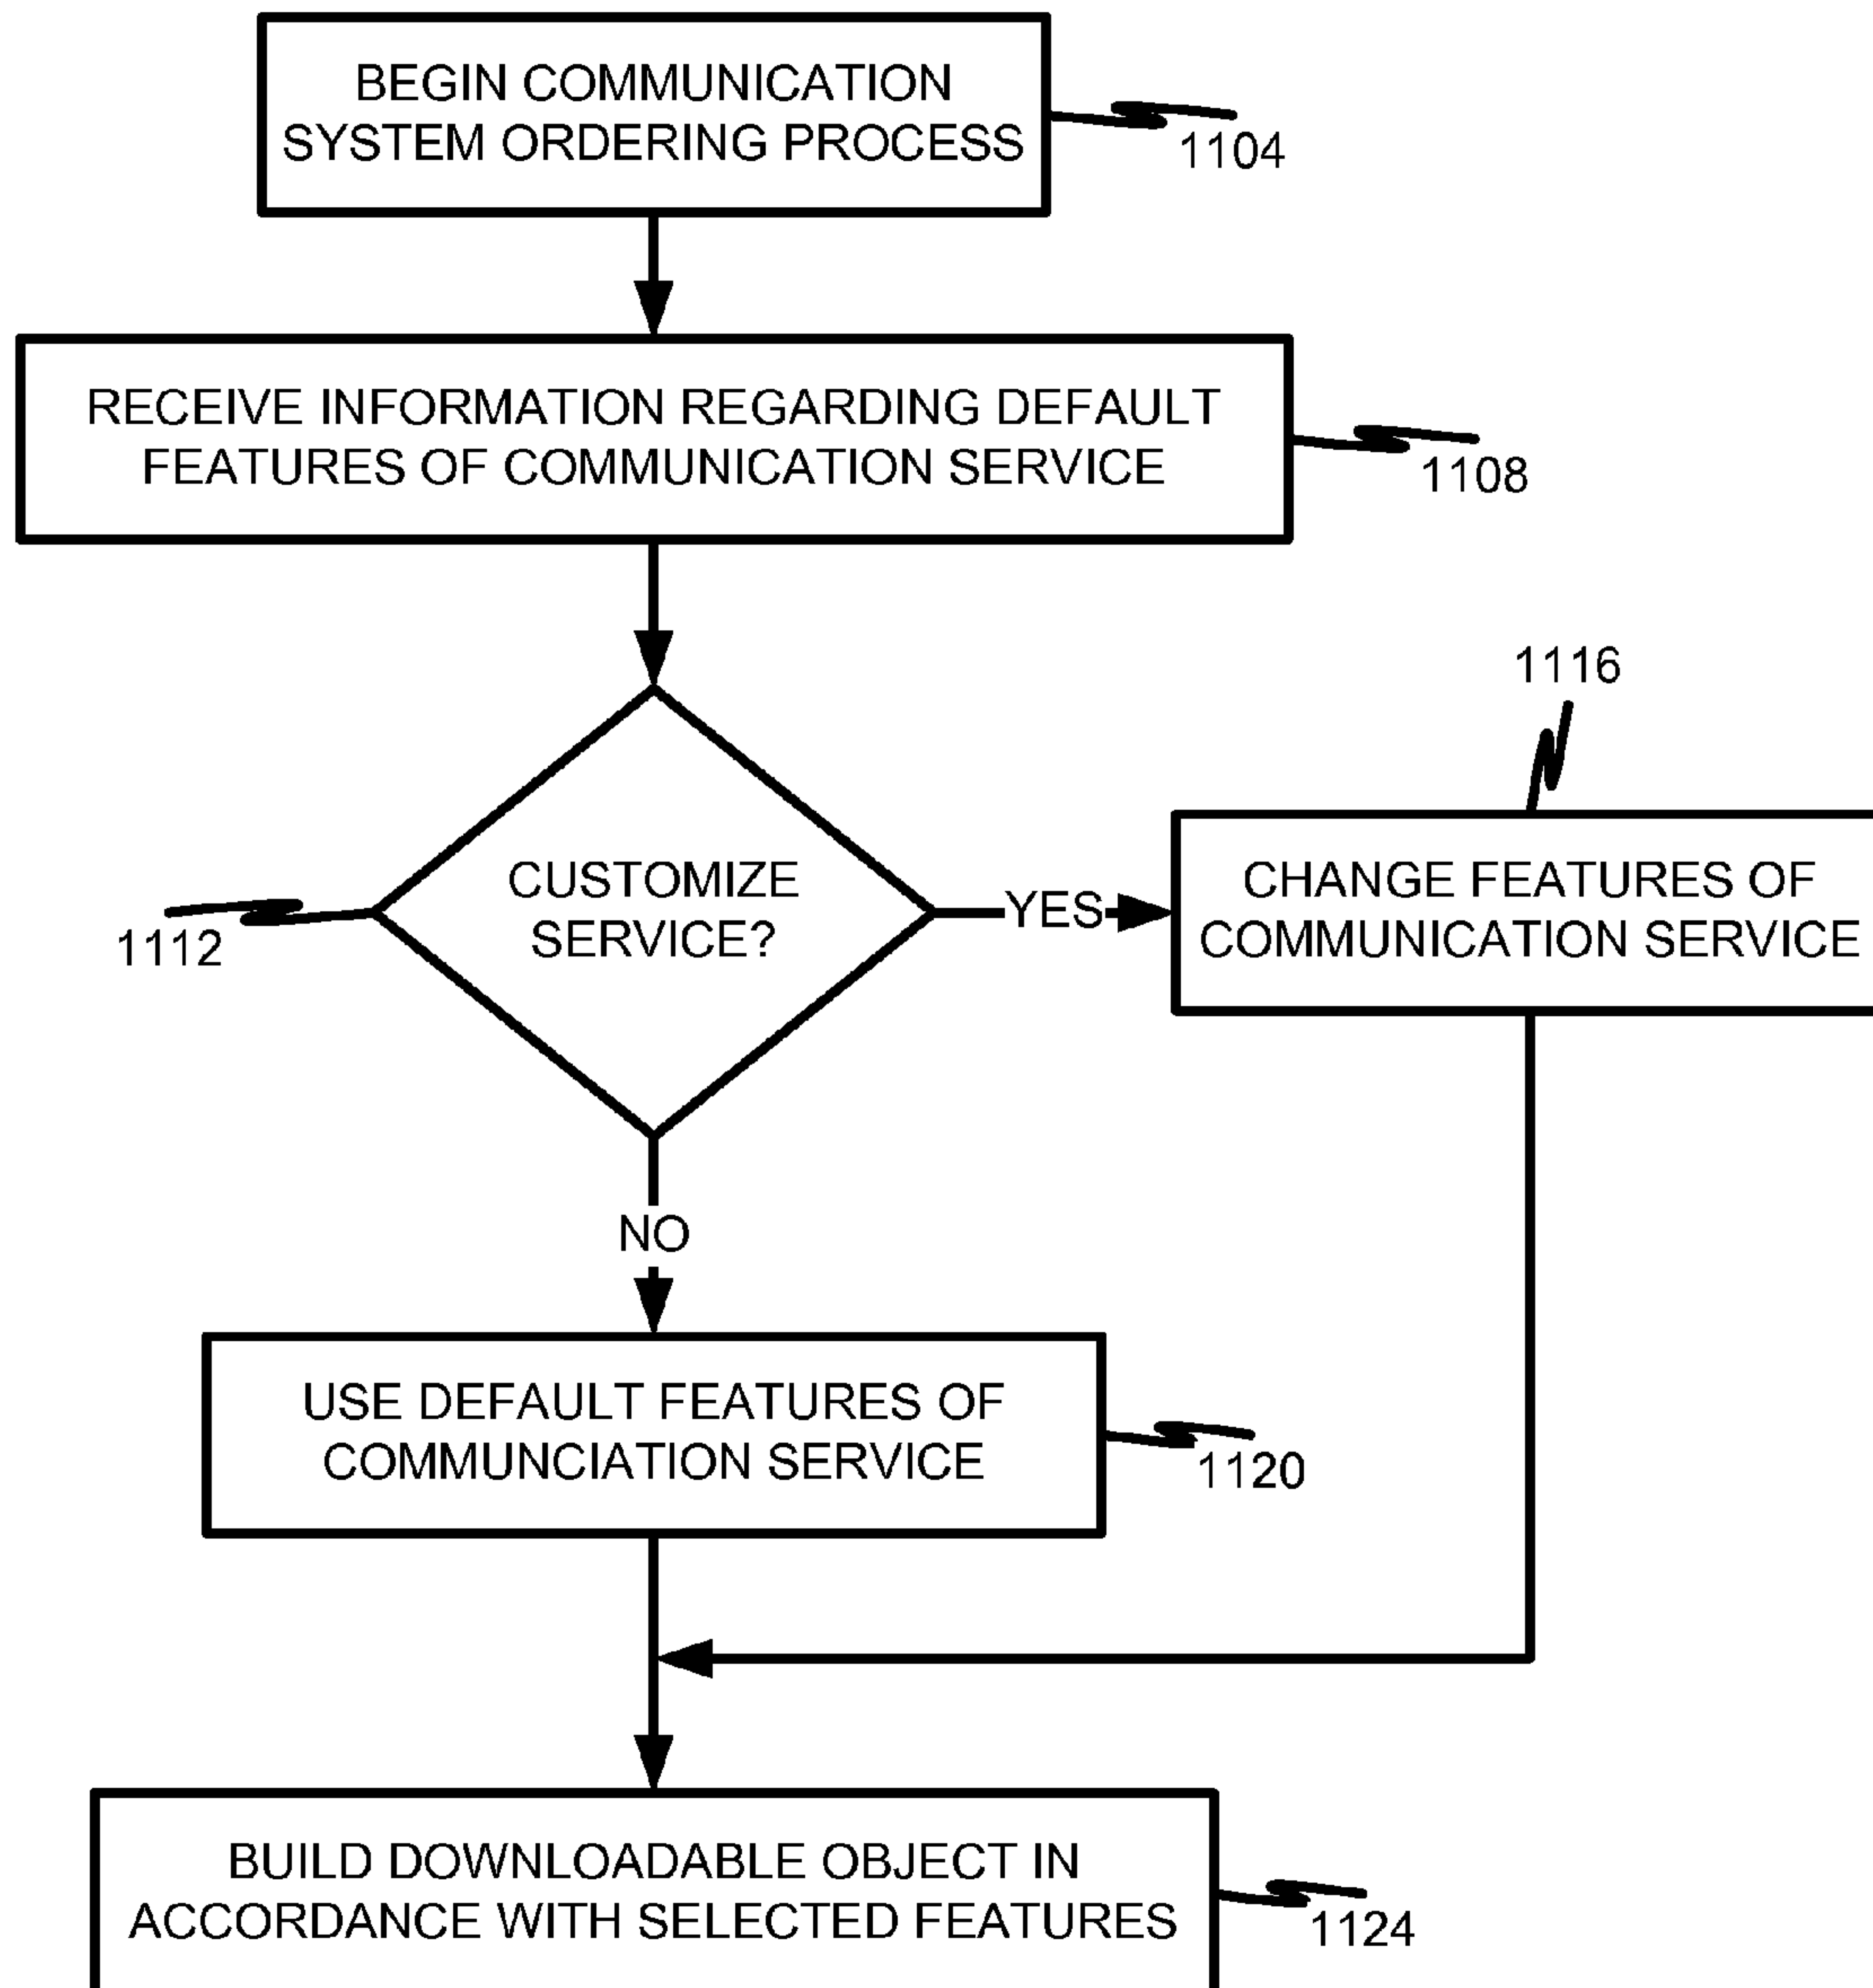 BEGIN COMMUNICATION
SYSTEM ORDERING PROCESS
1104
RECEIVE INFORMATION REGARDING DEFAULT
FEATURES OF COMMUNICATION SERVICE
1108
CUSTOMIZE
SERVICE?
1112
YES
1116
CHANGE FEATURES OF
COMMUNICATION SERVICE
NO
USE DEFAULT FEATURES OF
COMMUNCIATION SERVICE
1120
BUILD DOWNLOADABLE OBJECT IN
ACCORDANCE WITH SELECTED FEATURES
1124